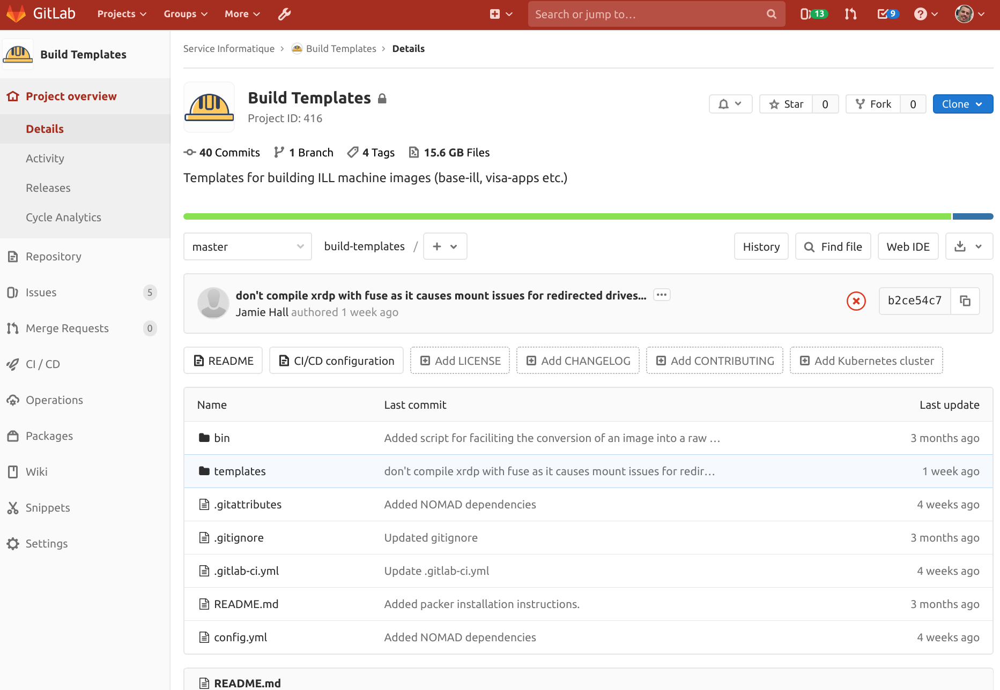 GitLab Projects Groups More Search or jump to... 13 9
Build Templates
Project overview
Details
Activity
Releases
Cycle Analytics
Repository
Issues 5
Merge Requests 0
CI / CD
Operations
Packages
Wiki
Snippets
Settings
Service Informatique > Build Templates > Details
Build Templates
Project ID: 416
Star 0 Fork 0 Clone
40 Commits 1 Branch 4 Tags 15.6 GB Files
Templates for building ILL machine images (base-ill, visa-apps etc.)
master build-templates / + History Find file Web IDE
don't compile xrdp with fuse as it causes mount issues for redirected drives...
Jamie Hall authored 1 week ago
b2ce54c7
README CI/CD configuration Add LICENSE Add CHANGELOG Add CONTRIBUTING Add Kubernetes cluster
Name Last commit Last update
bin Added script for faciliting the conversion of an image into a raw … 3 months ago
templates don't compile xrdp with fuse as it causes mount issues for redir… 1 week ago
.gitattributes Added NOMAD dependencies 4 weeks ago
.gitignore Updated gitignore 3 months ago
.gitlab-ci.yml Update .gitlab-ci.yml 4 weeks ago
README.md Added packer installation instructions. 3 months ago
config.yml Added NOMAD dependencies 4 weeks ago
README.md